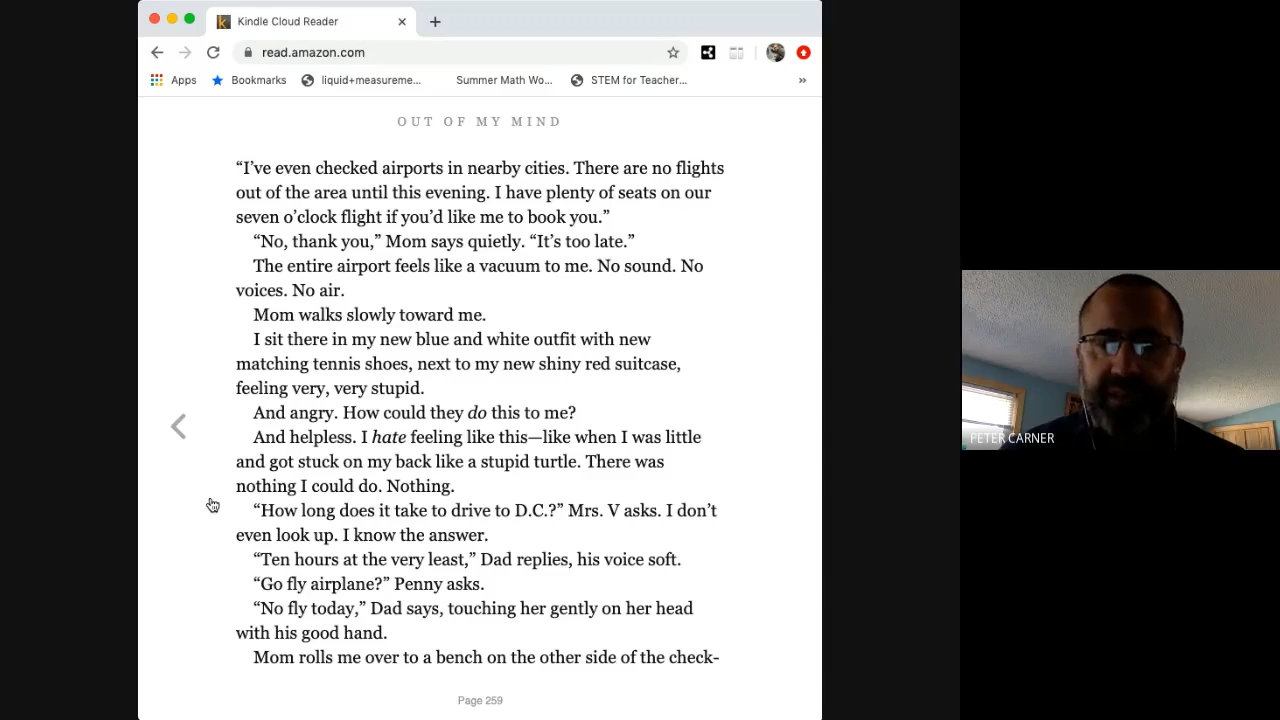 Kindle Cloud Reader
read.amazon.com
Apps
Bookmarks
liquid+measureme...
Summer Math Wo...
STEM for Teacher...
OUT OF MY MIND
“I’ve even checked airports in nearby cities. There are no flights
out of the area until this evening. I have plenty of seats on our
seven o’clock flight if you’d like me to book you.”
“No, thank you,” Mom says quietly. “It’s too late.”
The entire airport feels like a vacuum to me. No sound. No
voices. No air.
Mom walks slowly toward me.
I sit there in my new blue and white outfit with new
matching tennis shoes, next to my new shiny red suitcase,
feeling very, very stupid.
And angry. How could they do this to me?
And helpless. I hate feeling like this—like when I was little
and got stuck on my back like a stupid turtle. There was
nothing I could do. Nothing.
“How long does it take to drive to D.C.?” Mrs. V asks. I don’t
even look up. I know the answer.
“Ten hours at the very least,” Dad replies, his voice soft.
“Go fly airplane?” Penny asks.
“No fly today,” Dad says, touching her gently on her head
with his good hand.
Mom rolls me over to a bench on the other side of the check-
Page 259
PETER CARNER